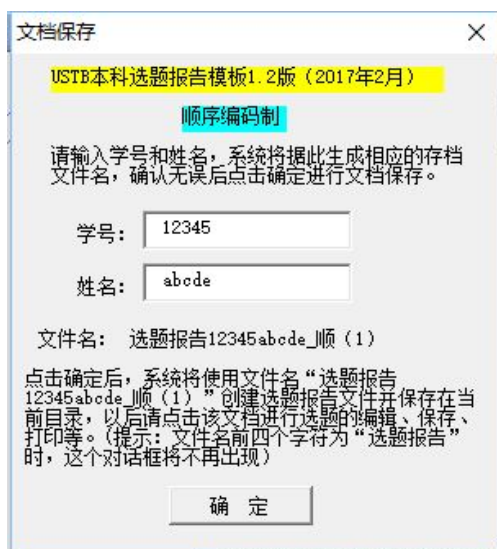 文档保存
USTB本科选题报告模板1.2版（2017年2月）
顺序编码制
请输入学号和姓名，系统将据此生成相应的存档
文件名，确认无误后点击确定进行文档保存。
学号： 12345
姓名： abcde
文件名： 选题报告12345abcde_顺（1）
点击确定后，系统将使用文件名“选题报告
12345abcde_顺（1）”创建选题报告文件并保存在当
前目录，以后请点击该文档进行选题的编辑、保存、
打印等。(提示：文件名前四个字符为“选题报告”
时，这个对话框将不再出现)
确 定